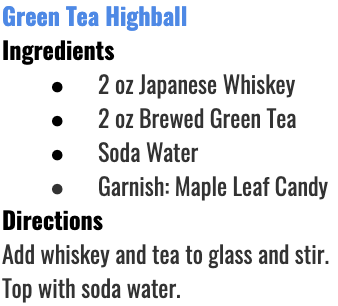 Green Tea Highball
Ingredients
● 2 oz Japanese Whiskey
● 2 oz Brewed Green Tea
● Soda Water
● Garnish: Maple Leaf Candy
Directions
Add whiskey and tea to glass and stir.
Top with soda water.